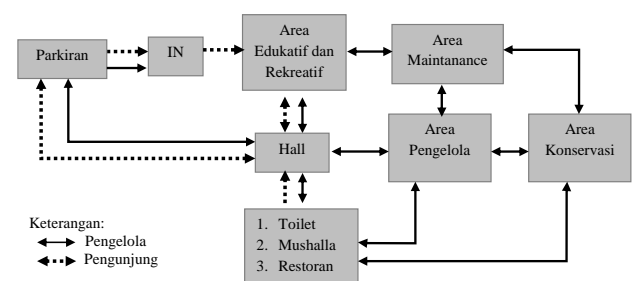 Parkiran
IN
Area
Edukatif dan
Rekreatif
Area
Maintanance
Hall
Area
Pengelola
Area
Konservasi
1. Toilet
2. Mushalla
3. Restoran
Keterangan:
Pengelola
Pengunjung